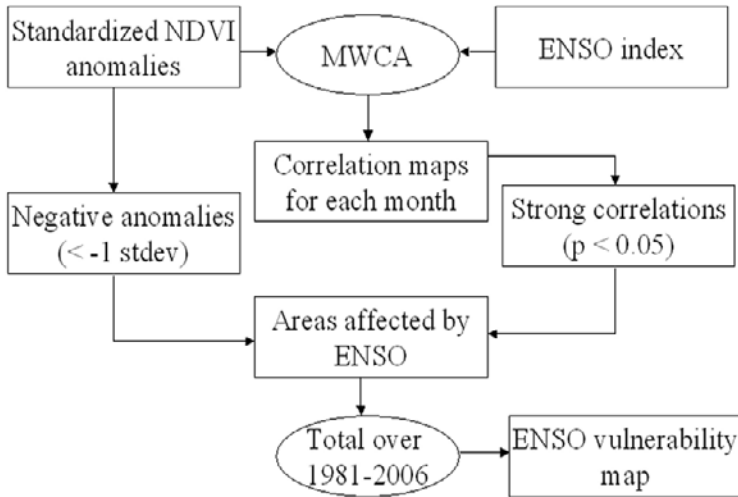 Standardized NDVI
anomalies
MWCA
ENSO index
Correlation maps
for each month
Negative anomalies
(< -1 stdev)
Strong correlations
(p < 0.05)
Areas affected by
ENSO
Total over
1981-2006
ENSO vulnerability
map